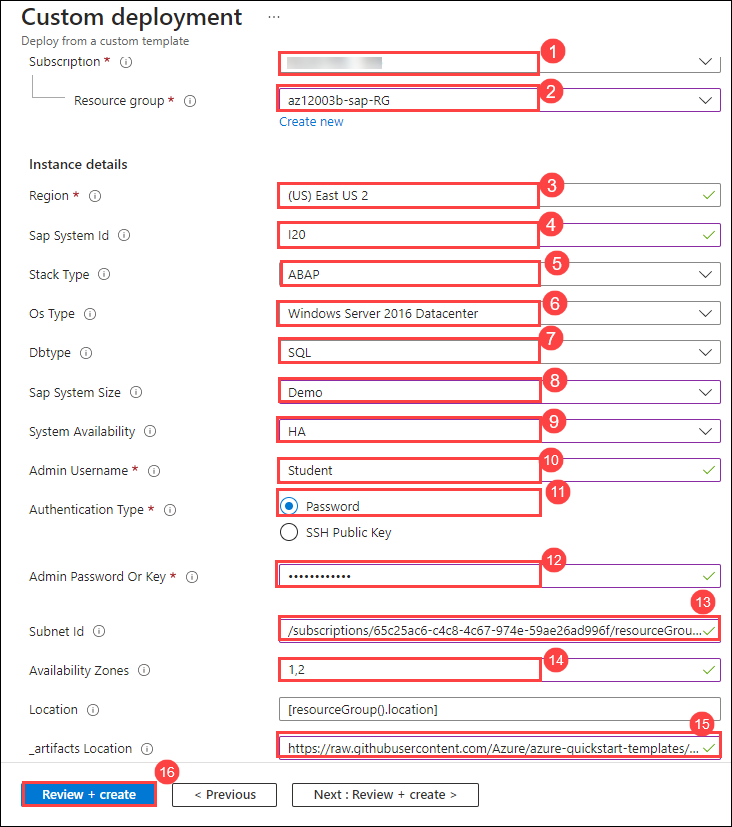 Custom deployment ...
Deploy from a custom template
Subscription * 1
Resource group * az12003b-sap-RG 2
Create new
Instance details
Region * (US) East US 2 3
Sap System Id I20 4
Stack Type ABAP 5
Os Type Windows Server 2016 Datacenter 6
Dbtype SQL 7
Sap System Size Demo 8
System Availability HA 9
Admin Username * Student 10
Authentication Type * Password 11
SSH Public Key
Admin Password Or Key * •••••••••••• 12
Subnet Id /subscriptions/65c25ac6-c4c8-4c67-974e-59ae26ad996f/resourceGrou... 13
Availability Zones 1,2 14
Location [resourceGroup().location]
_artifacts Location https://raw.githubusercontent.com/Azure/azure-quickstart-templates/... 15
16
Review + create < Previous Next : Review + create >